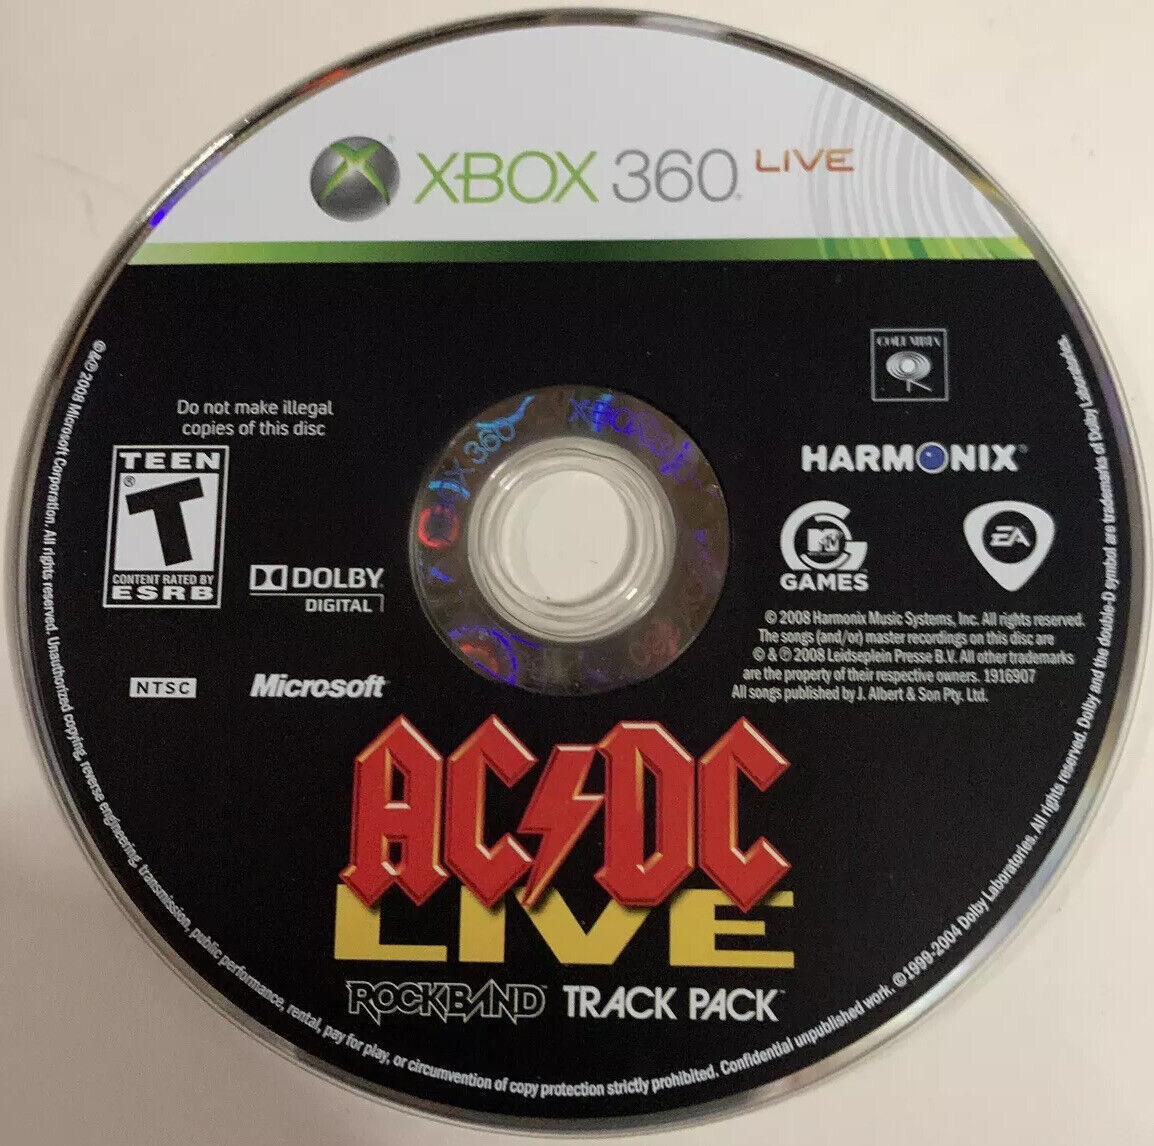 XBOX 360 LIVE
COLUMBIA
Do not make illegal
copies of this disc
TEEN
T
CONTENT RATED BY
ESRB
DOLBY
DIGITAL
NTSC
Microsoft
XBOX 360
HARMONIX®
MTV
GAMES
EA
© 2008 Harmonix Music Systems, Inc. All rights reserved.
The songs (and/or) master recordings on this disc are
© & ℗ 2008 Leidseplein Presse B.V. All other trademarks
are the property of their respective owners. 1916907
All songs published by J. Albert & Son Pty., Ltd.
AC/DC
LIVE
ROCKBAND™ TRACK PACK™
©&℗ 2008 Microsoft Corporation. All rights reserved. Unauthorized copying, reverse engineering, transmission, public performance, rental, pay for play, or circumvention of copy protection strictly prohibited. Confidential unpublished work. ©1999-2004 Dolby Laboratories. All rights reserved. Dolby and the double-D symbol are trademarks of Dolby Laboratories.